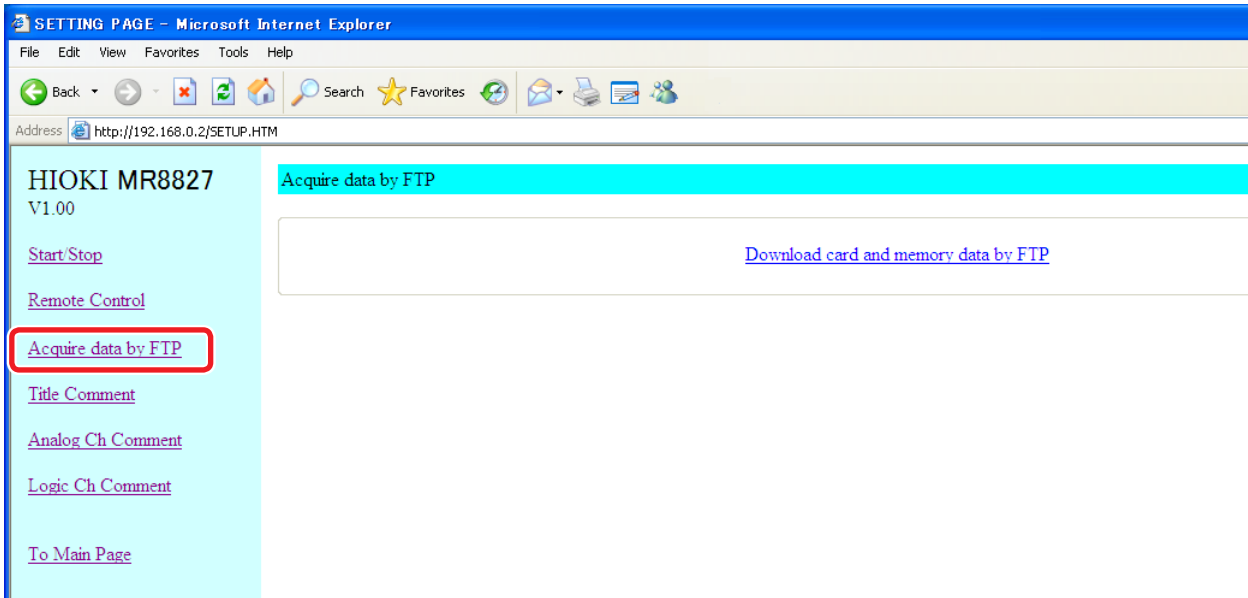 SETTING PAGE - Microsoft Internet Explorer
File Edit View Favorites Tools Help
Back Search Favorites
Address http://192.168.0.2/SETUP.HTM
HIOKI MR8827
V1.00
Start/Stop
Remote Control
Acquire data by FTP
Title Comment
Analog Ch Comment
Logic Ch Comment
To Main Page
Acquire data by FTP
Download card and memory data by FTP